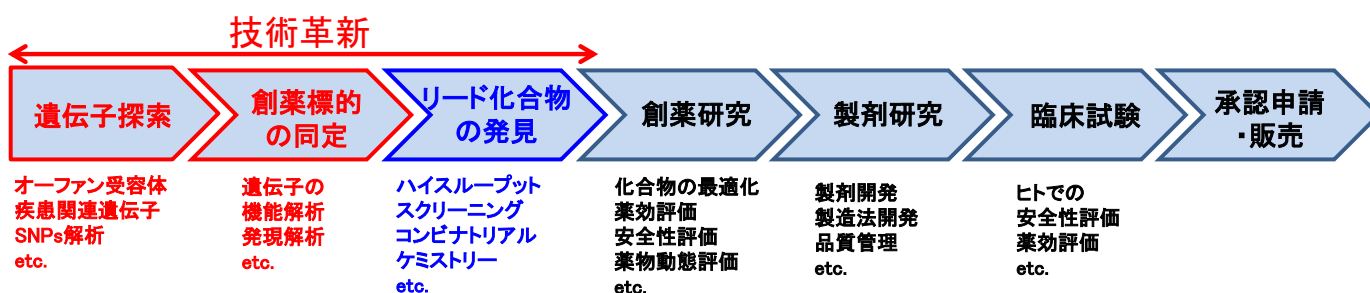 技術革新
遺伝子探索
創薬標的
の同定
リード化合物
の発見
創薬研究
製剤研究
臨床試験
承認申請
・販売
オーファン受容体
疾患関連遺伝子
SNPs解析
etc.
遺伝子の
機能解析
発現解析
etc.
ハイスループット
スクリーニング
コンビナトリアル
ケミストリー
etc.
化合物の最適化
薬効評価
安全性評価
薬物動態評価
etc.
製剤開発
製造法開発
品質管理
etc.
ヒトでの
安全性評価
薬効評価
etc.